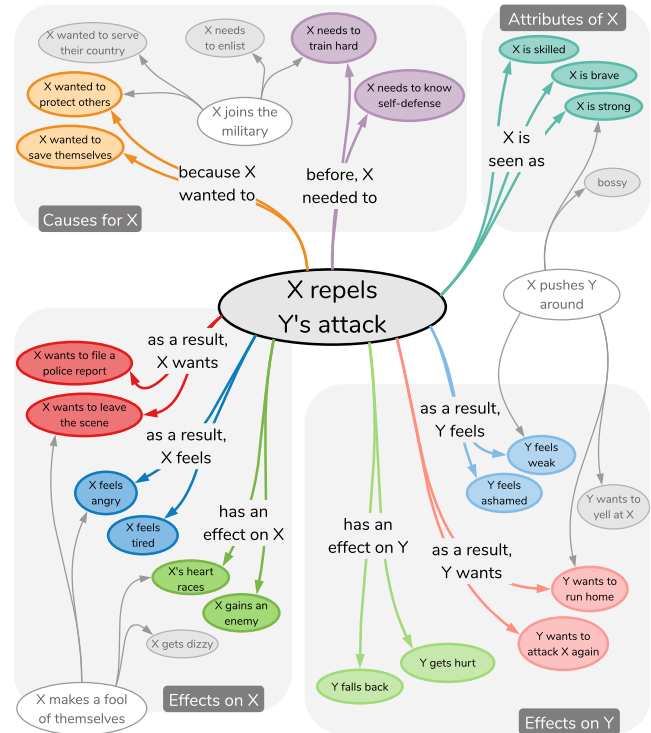 Attributes of X
X wanted to serve
their country
X needs
to enlist
X needs to
train hard
X is skilled
X is brave
X is strong
X wanted to
protect others
X needs to know
self-defense
X joins the
military
X wanted to
save themselves
X is
seen as
because X
wanted to
before, X
needed to
bossy
Causes for X
X repels
Y's attack
X pushes Y
around
as a result,
X wants
X wants to file a
police report
X wants to leave
the scene
as a result,
X feels
as a result,
Y feels
Y feels
weak
X feels
angry
Y feels
ashamed
Y wants to
yell at X
X feels
tired
has an
effect on X
has an
effect on Y
as a result,
Y wants
X's heart
races
Y wants to
run home
X gains an
enemy
X gets dizzy
Y wants to
attack X again
Y gets hurt
Y falls back
X makes a fool
of themselves
Effects on X
Effects on Y